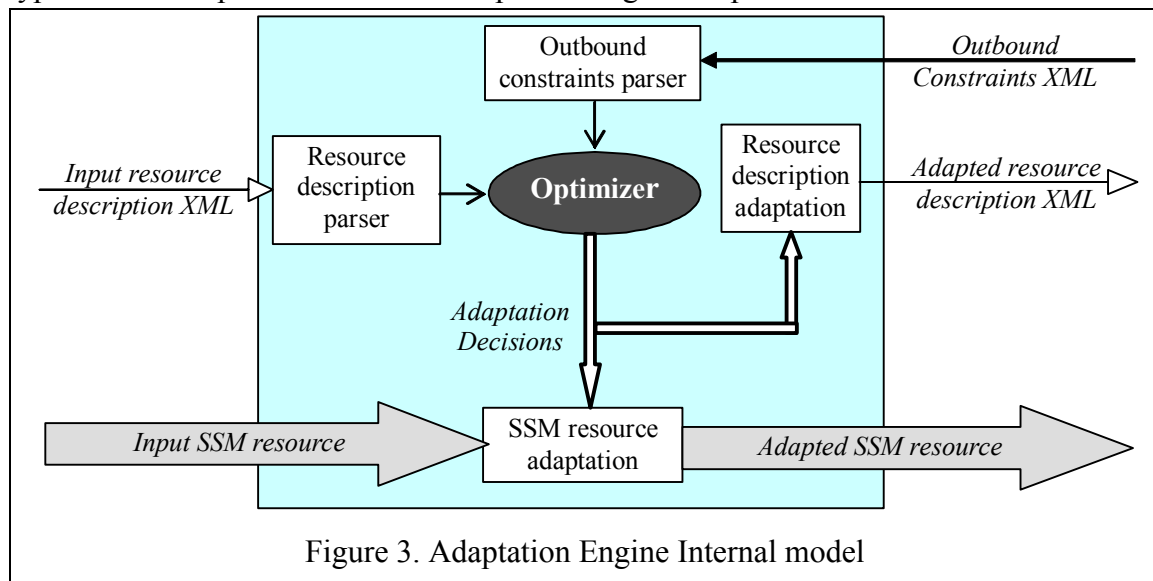 Outbound
constraints parser
Outbound
Constraints XML
Input resource
description XML
Resource
description
parser
Optimizer
Resource
description
adaptation
Adapted resource
description XML
Adaptation
Decisions
Input SSM resource
SSM resource
adaptation
Adapted SSM resource
Figure 3. Adaptation Engine Internal model